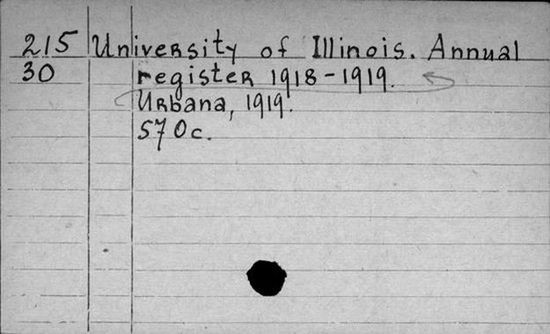 215 University of Illinois. Annual
30 register 1918-1919.
Urbana, 1919.
570c.